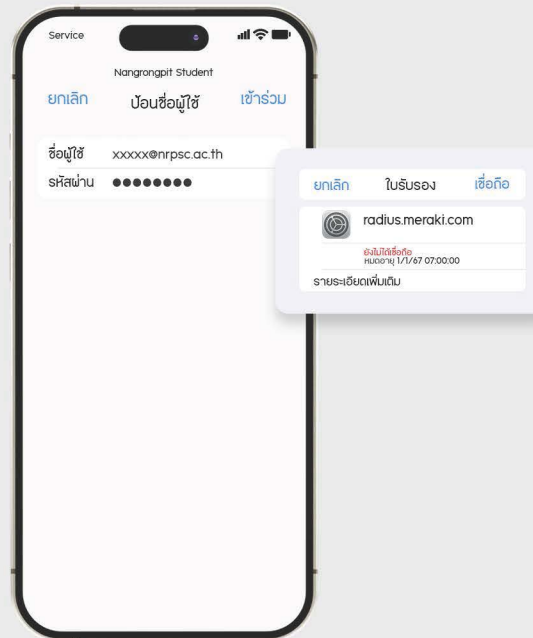 Service
Nangrongpit Student
ยกเลิก ป้อนชื่อผู้ใช้ เข้าร่วม
ชื่อผู้ใช้ xxxxx@nrpsc.ac.th
รหัสผ่าน ●●●●●●●●
ยกเลิก ใบรับรอง เชื่อถือ
radius.meraki.com
ยังไม่ได้เชื่อถือ
หมดอายุ 1/1/67 07:00:00
รายระเอียดเพิ่มเติม